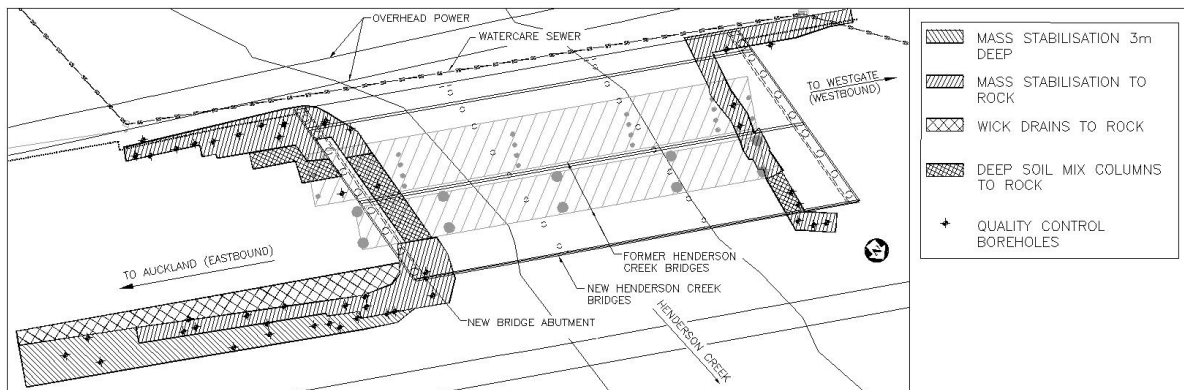 OVERHEAD POWER
WATERCARE SEWER
TO WESTGATE
(WESTBOUND)
TO AUCKLAND (EASTBOUND)
FORMER HENDERSON
CREEK BRIDGES
NEW HENDERSON CREEK
BRIDGES
NEW BRIDGE ABUTMENT
HENDERSON CREEK
MASS STABILISATION 3m
DEEP
MASS STABILISATION TO
ROCK
WICK DRAINS TO ROCK
DEEP SOIL MIX COLUMNS
TO ROCK
QUALITY CONTROL
BOREHOLES